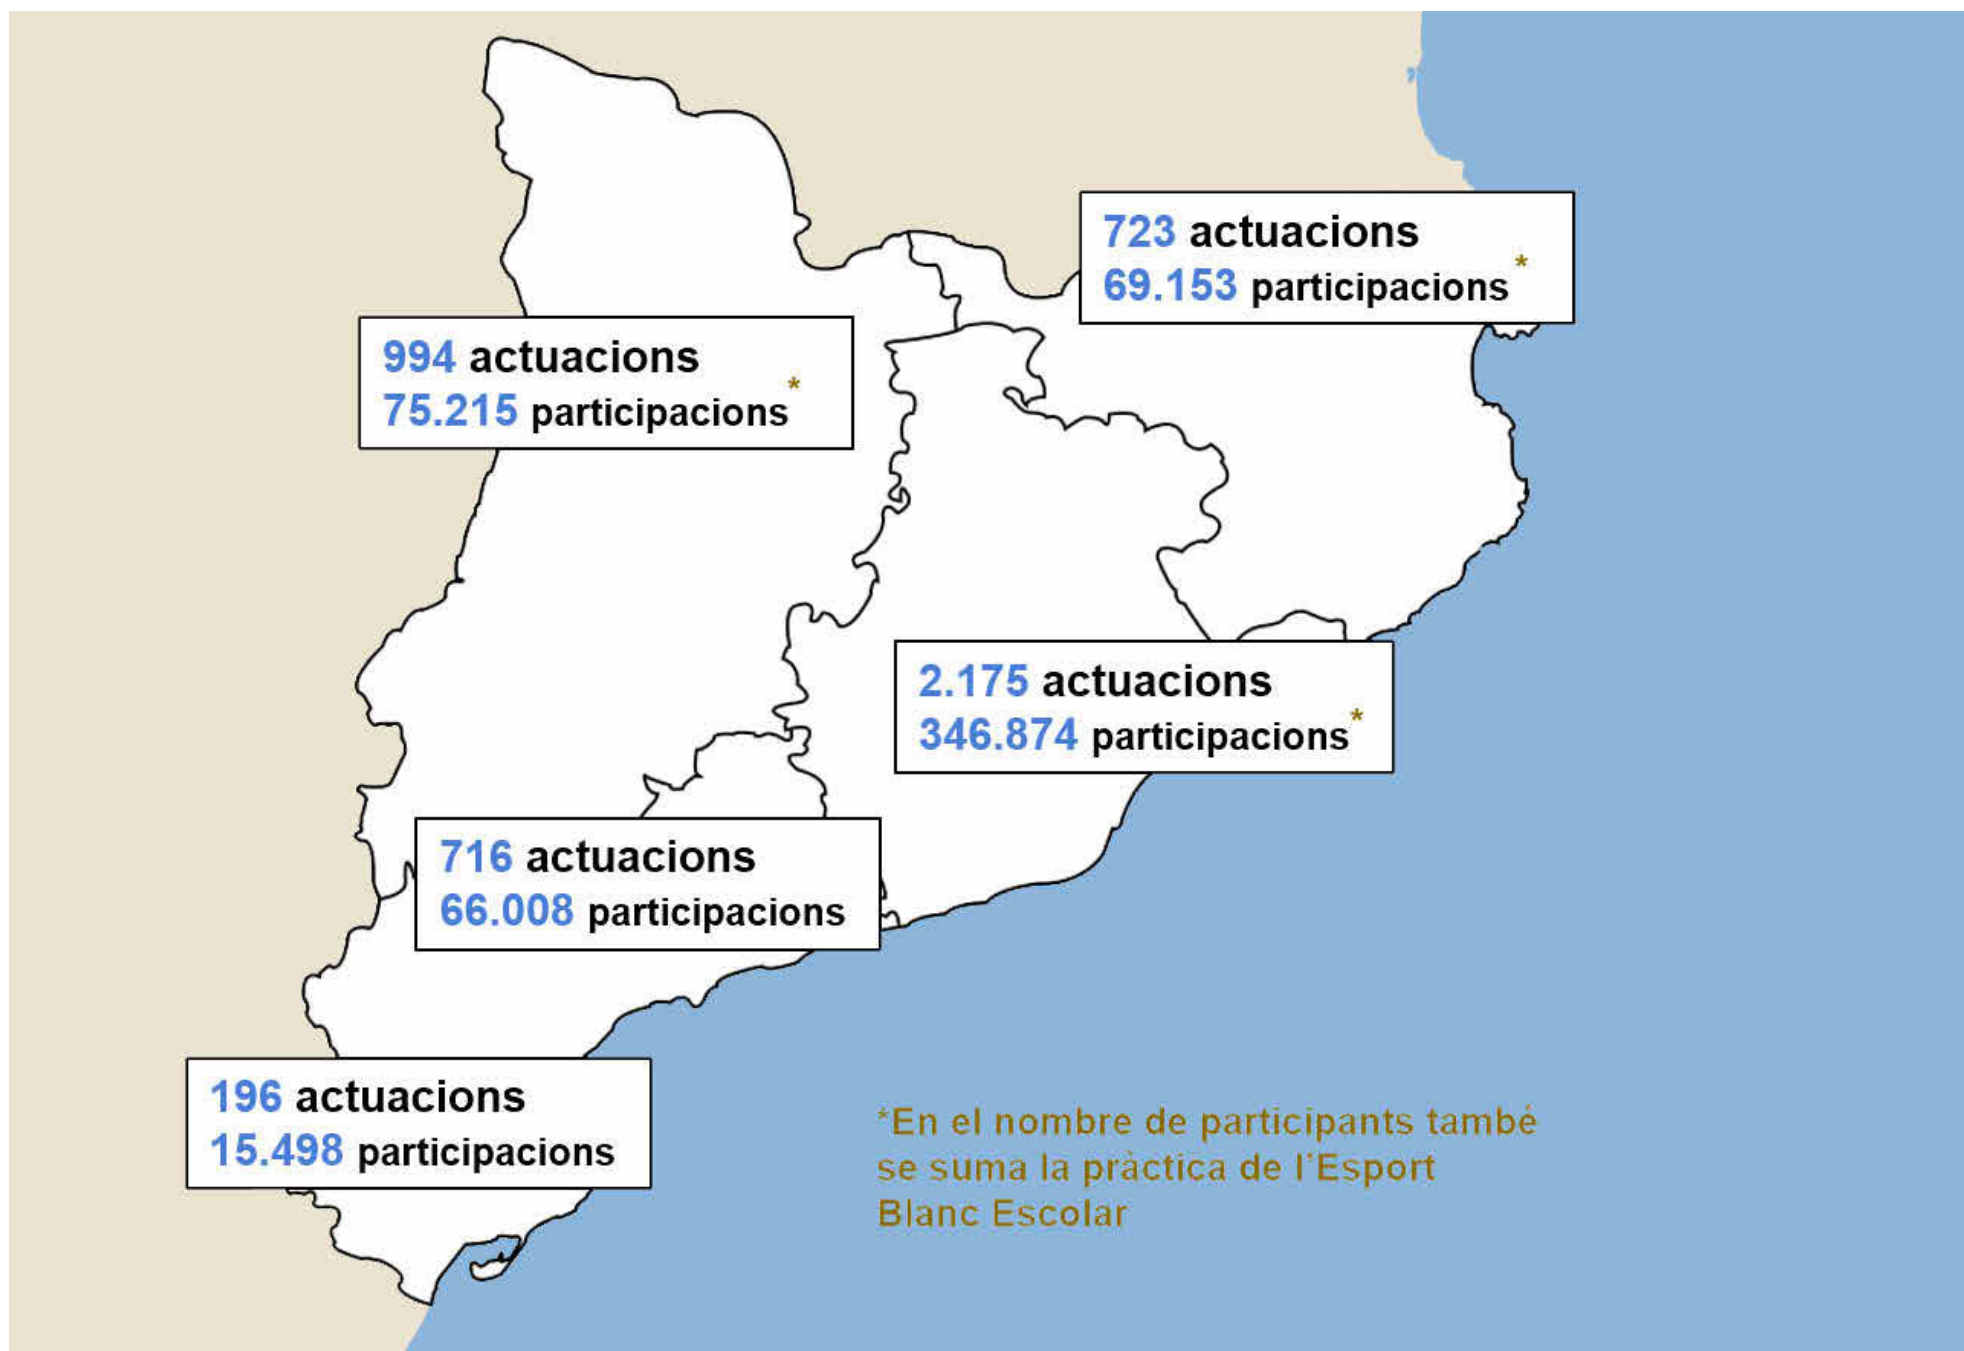 723 actuacions
69.153 participacions*
994 actuacions
75.215 participacions*
2.175 actuacions
346.874 participacions*
716 actuacions
66.008 participacions
196 actuacions
15.498 participacions
*En el nombre de participants també
se suma la pràctica de l'Esport
Blanc Escolar